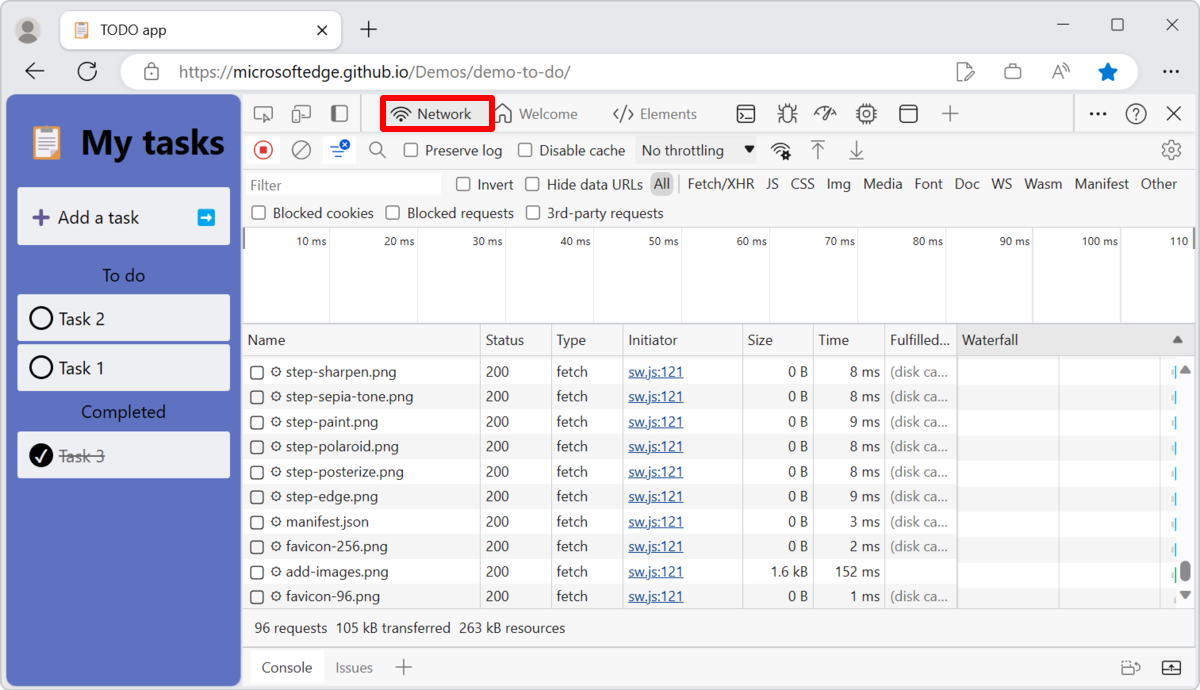 TODO app
https://microsoftedge.github.io/Demos/demo-to-do/
My tasks
Add a task
To do
Task 2
Task 1
Completed
Task 3
Network Welcome Elements
Preserve log Disable cache No throttling
Filter Invert Hide data URLs All Fetch/XHR JS CSS Img Media Font Doc WS Wasm Manifest Other
Blocked cookies Blocked requests 3rd-party requests
10 ms 20 ms 30 ms 40 ms 50 ms 60 ms 70 ms 80 ms 90 ms 100 ms 110
Name Status Type Initiator Size Time Fulfilled... Waterfall
step-sharpen.png 200 fetch sw.js:121 0 B 8 ms (disk ca...
step-sepia-tone.png 200 fetch sw.js:121 0 B 8 ms (disk ca...
step-paint.png 200 fetch sw.js:121 0 B 9 ms (disk ca...
step-polaroid.png 200 fetch sw.js:121 0 B 8 ms (disk ca...
step-posterize.png 200 fetch sw.js:121 0 B 8 ms (disk ca...
step-edge.png 200 fetch sw.js:121 0 B 9 ms (disk ca...
manifest.json 200 fetch sw.js:121 0 B 3 ms (disk ca...
favicon-256.png 200 fetch sw.js:121 0 B 2 ms (disk ca...
add-images.png 200 fetch sw.js:121 1.6 kB 152 ms
favicon-96.png 200 fetch sw.js:121 0 B 1 ms (disk ca...
96 requests 105 kB transferred 263 kB resources
Console Issues